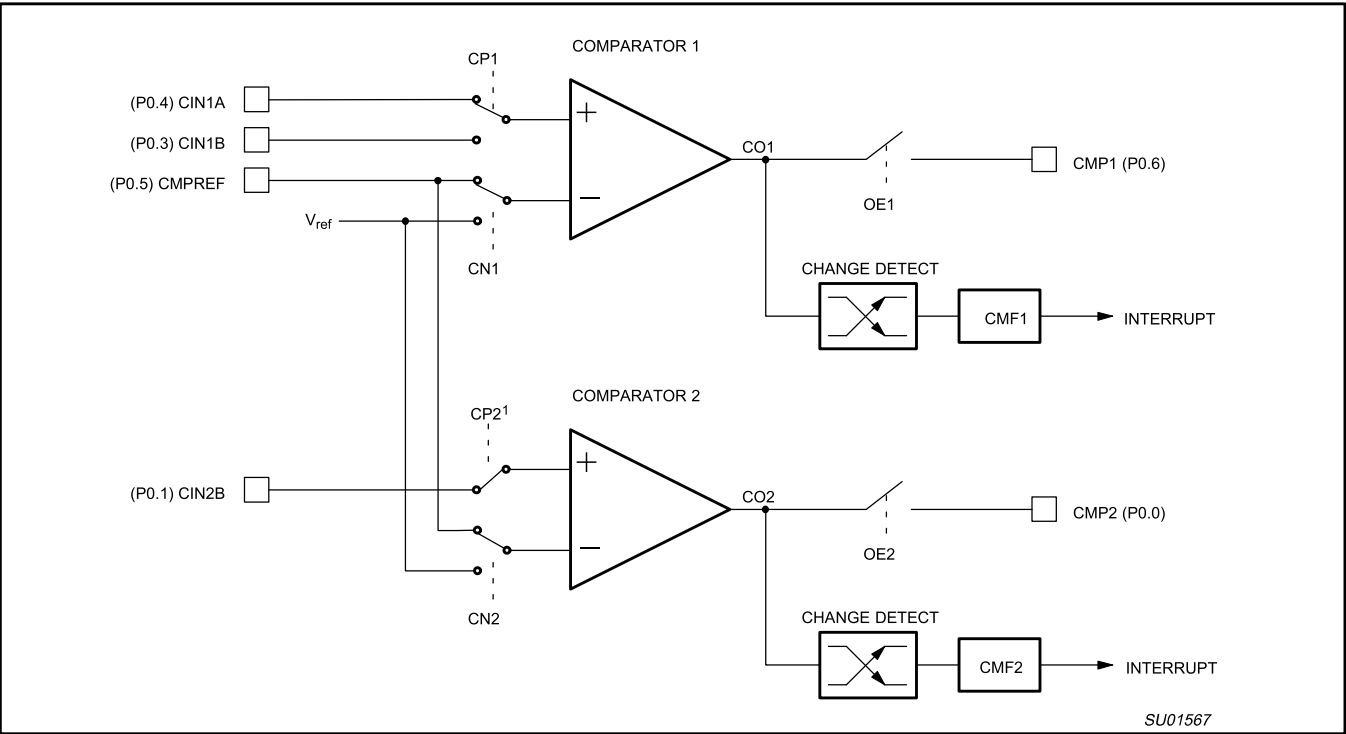 COMPARATOR 1
CP1
(P0.4) CIN1A
(P0.3) CIN1B
(P0.5) CMPREF
Vref
CN1
+
−
CO1
OE1
CMP1 (P0.6)
CHANGE DETECT
CMF1
INTERRUPT
COMPARATOR 2
CP2¹
(P0.1) CIN2B
CN2
+
−
CO2
OE2
CMP2 (P0.0)
CHANGE DETECT
CMF2
INTERRUPT
SU01567